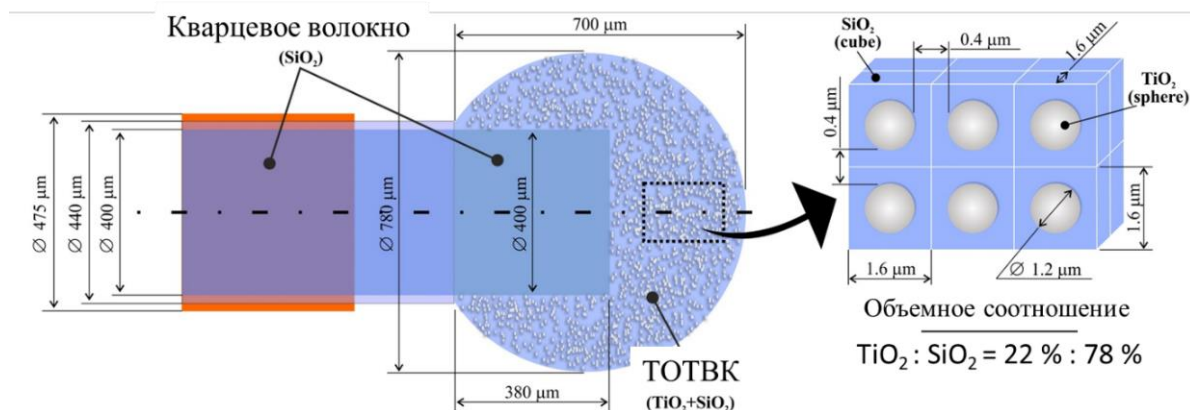 Кварцевое волокно
(SiO₂)
700 μm
Ø 475 μm
Ø 440 μm
Ø 400 μm
Ø 780 μm
Ø 400 μm
380 μm
ТОТВК
(TiO₂+SiO₂)
SiO₂
(cube)
0.4 μm
1.6 μm
TiO₂
(sphere)
0.4 μm
1.6 μm
1.6 μm
Ø 1.2 μm
Объемное соотношение
TiO₂ : SiO₂ = 22 % : 78 %